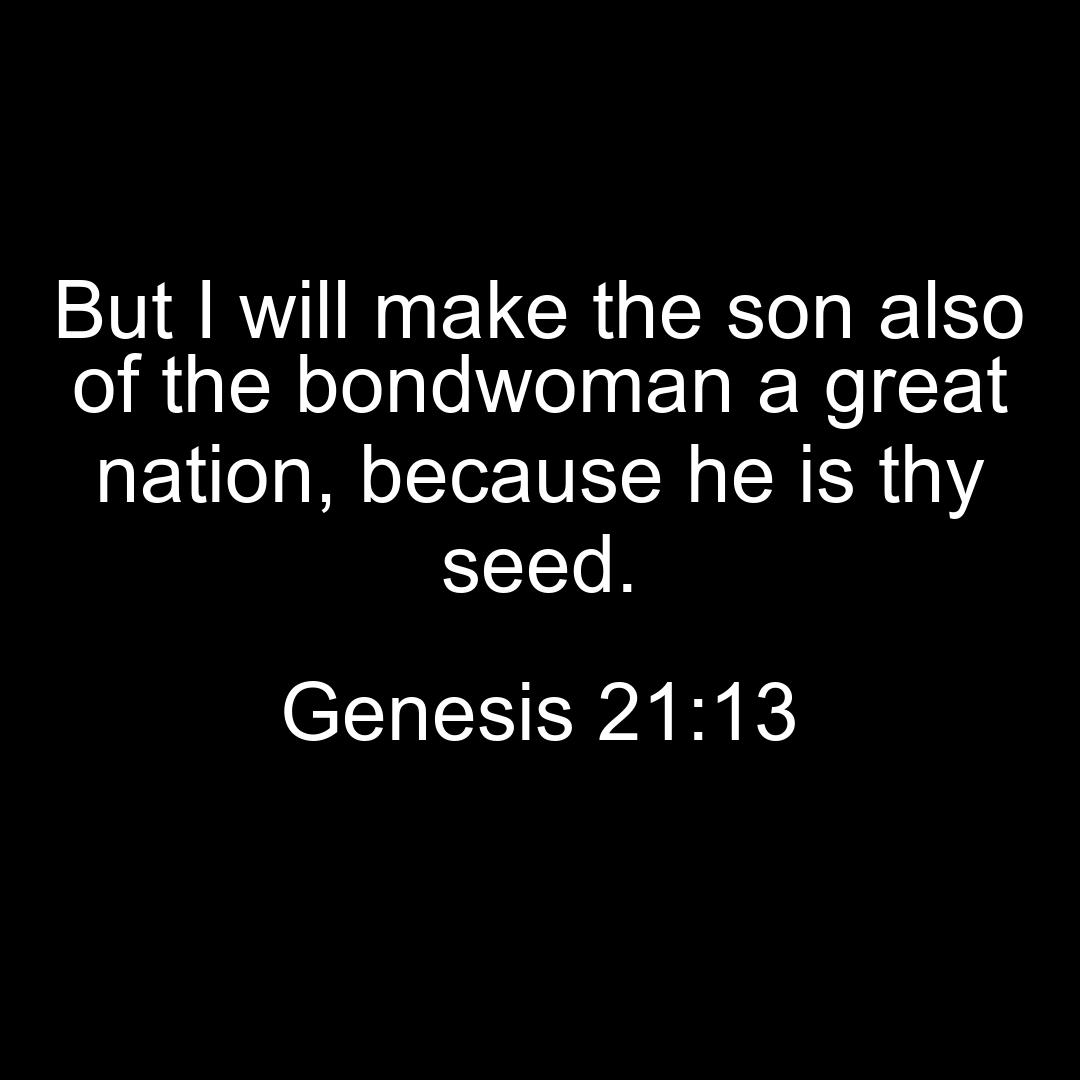 But I will make the son also
of the bondwoman a great
nation, because he is thy
seed.
Genesis 21:13